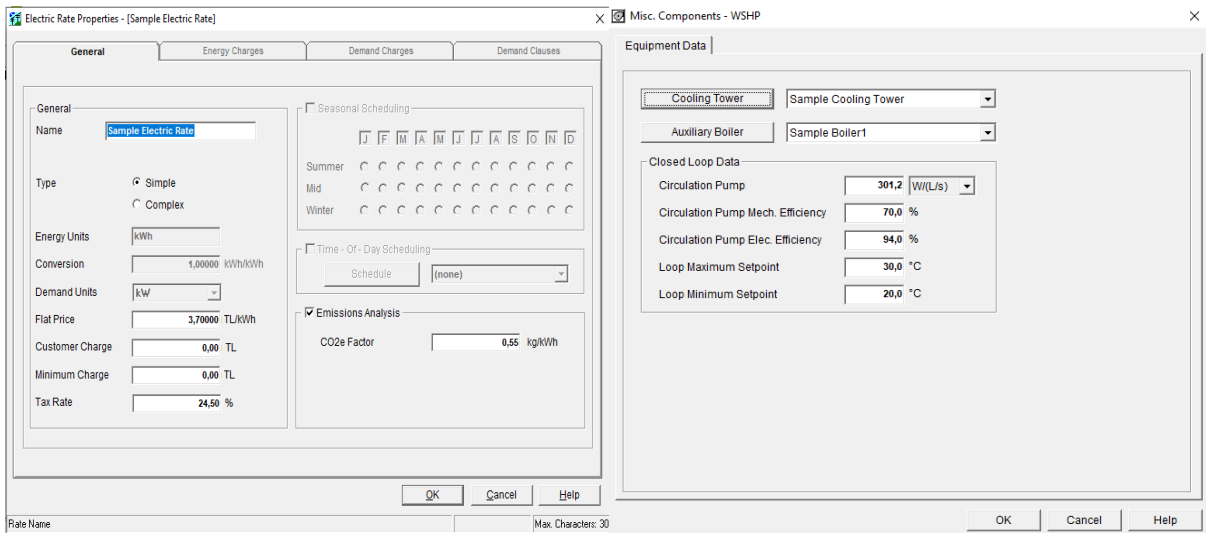 Electric Rate Properties - [Sample Electric Rate]
General
Energy Charges
Demand Charges
Demand Clauses
General
Name
Sample Electric Rate
Type
Simple
Complex
Energy Units
kWh
Conversion
1,00000 kWh/kWh
Demand Units
kW
Flat Price
3,70000 TL/kWh
Customer Charge
0,00 TL
Minimum Charge
0,00 TL
Tax Rate
24,50 %
Seasonal Scheduling
J F M A M J J A S O N D
Summer
Mid
Winter
Time - Of - Day Scheduling
Schedule
(none)
Emissions Analysis
CO2e Factor
0,55 kg/kWh
OK
Cancel
Help
Rate Name
Max. Characters: 30
Misc. Components - WSHP
Equipment Data
Cooling Tower
Sample Cooling Tower
Auxiliary Boiler
Sample Boiler1
Closed Loop Data
Circulation Pump
301,2 W/(L/s)
Circulation Pump Mech. Efficiency
70,0 %
Circulation Pump Elec. Efficiency
94,0 %
Loop Maximum Setpoint
30,0 °C
Loop Minimum Setpoint
20,0 °C
OK
Cancel
Help